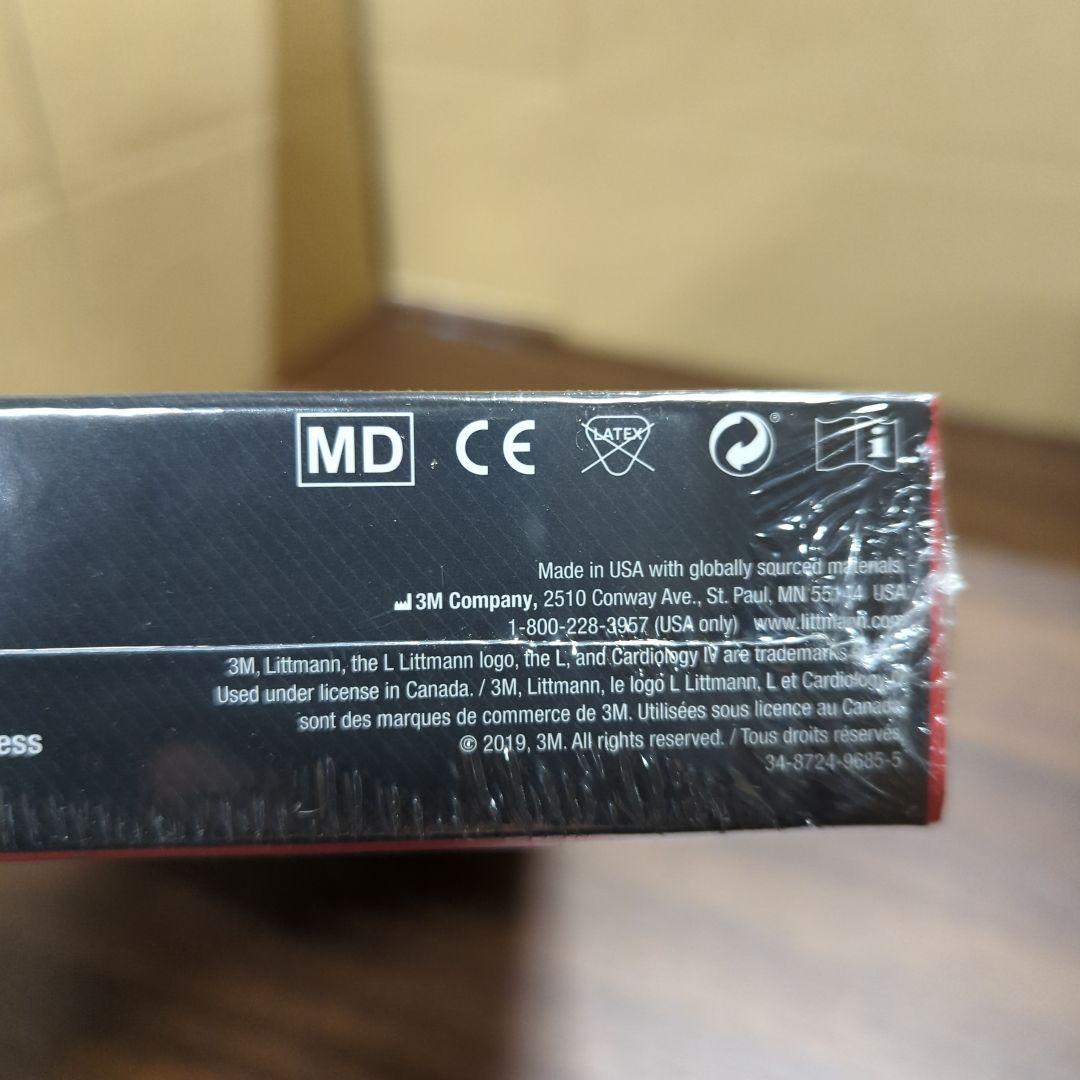 MD CE LATEX ® i
Made in USA with globally sourced materials.
3M Company, 2510 Conway Ave., St. Paul, MN 55144 USA
1-800-228-3957 (USA only) www.littmann.com
3M, Littmann, the L Littmann logo, the L, and Cardiology IV are trademarks
Used under license in Canada. / 3M, Littmann, le logo L Littmann, L et Cardiology
sont des marques de commerce de 3M. Utilisées sous licence au Canada.
ess
© 2019, 3M. All rights reserved. / Tous droits réservés.
34-8724-9685-5